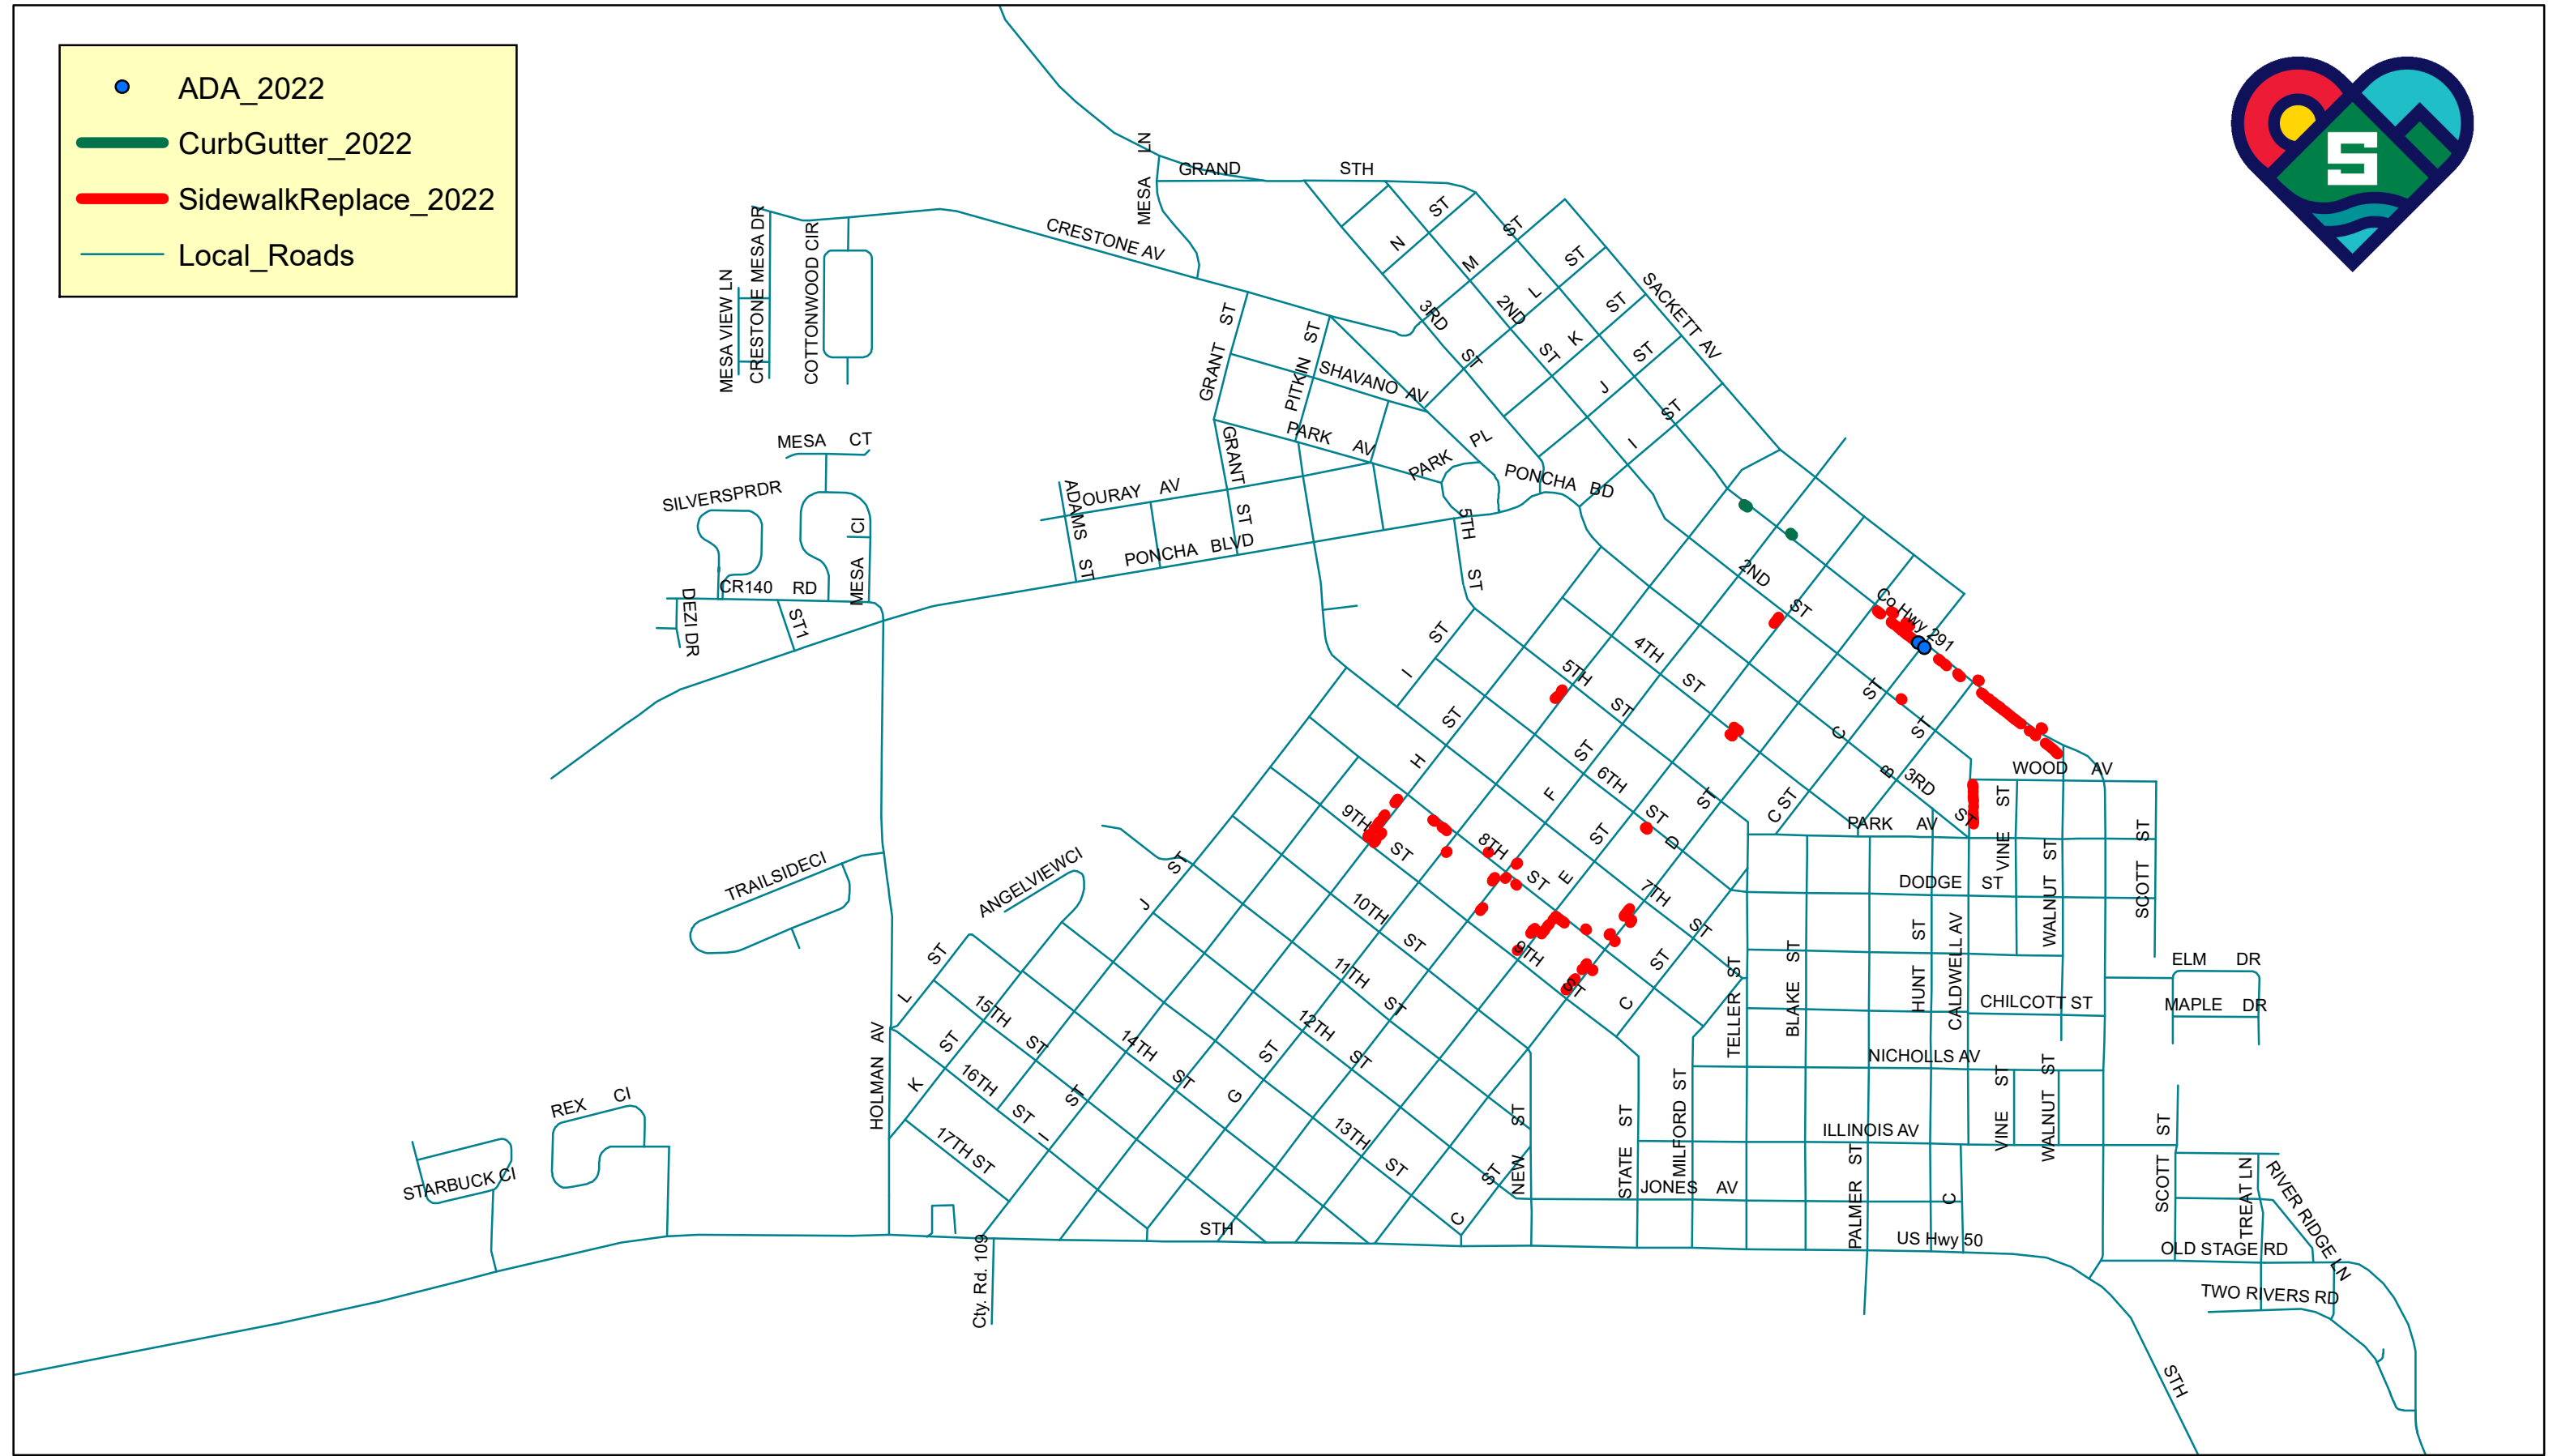 ADA_2022
CurbGutter_2022
SidewalkReplace_2022
Local_Roads
S
MESA LN
GRAND STH
CRESTONE AV
MESA VIEW LN
CRESTONE MESA DR
COTTONWOOD CIR
N ST
M ST
L ST
K ST
J ST
I ST
SACKETT AV
2ND ST
3RD ST
GRANT ST
PITKIN ST
SHAVANO AV
PARK AV
PARK PL
PONCHA BD
GRANT ST
OURAY AV
ADAMS ST
PONCHA BLVD
5TH ST
MESA CT
SILVERSPRDR
MESA CI
CR140 RD
DEZI DR
ST1
2ND ST
Co Hwy 291
4TH ST
5TH ST
I ST
H ST
6TH ST
F ST
C ST
B ST
3RD ST
D ST
C ST
WOOD AV
PARK AV
VINE ST
WALNUT ST
SCOTT ST
DODGE ST
9TH ST
8TH ST
E ST
7TH ST
10TH ST
9TH ST
C ST
11TH ST
12TH ST
J ST
TRAILSIDECI
ANGELVIEWCI
L ST
15TH ST
14TH ST
G ST
K ST
16TH ST
I ST
17TH ST
13TH ST
C ST
HOLMAN AV
TELLER ST
BLAKE ST
HUNT ST
CALDWELL AV
CHILCOTT ST
ELM DR
MAPLE DR
NICHOLLS AV
VINE ST
WALNUT ST
NEW ST
STATE ST
MILFORD ST
ILLINOIS AV
PALMER ST
JONES AV
C
SCOTT ST
TREAT LN
RIVER RIDGE LN
REX CI
STARBUCK CI
STH
Cty. Rd. 109
US Hwy 50
OLD STAGE RD
TWO RIVERS RD
STH